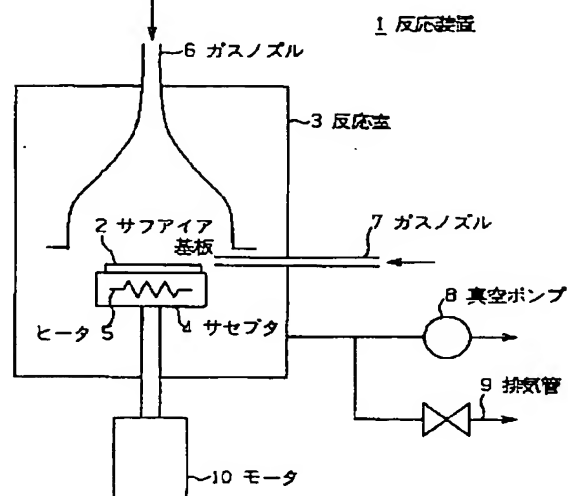 1 反応装置
6 ガスノズル
3 反応室
2 サファイア
基板
7 ガスノズル
8 真空ポンプ
ヒータ 5
4 サセプタ
9 排気管
10 モータ